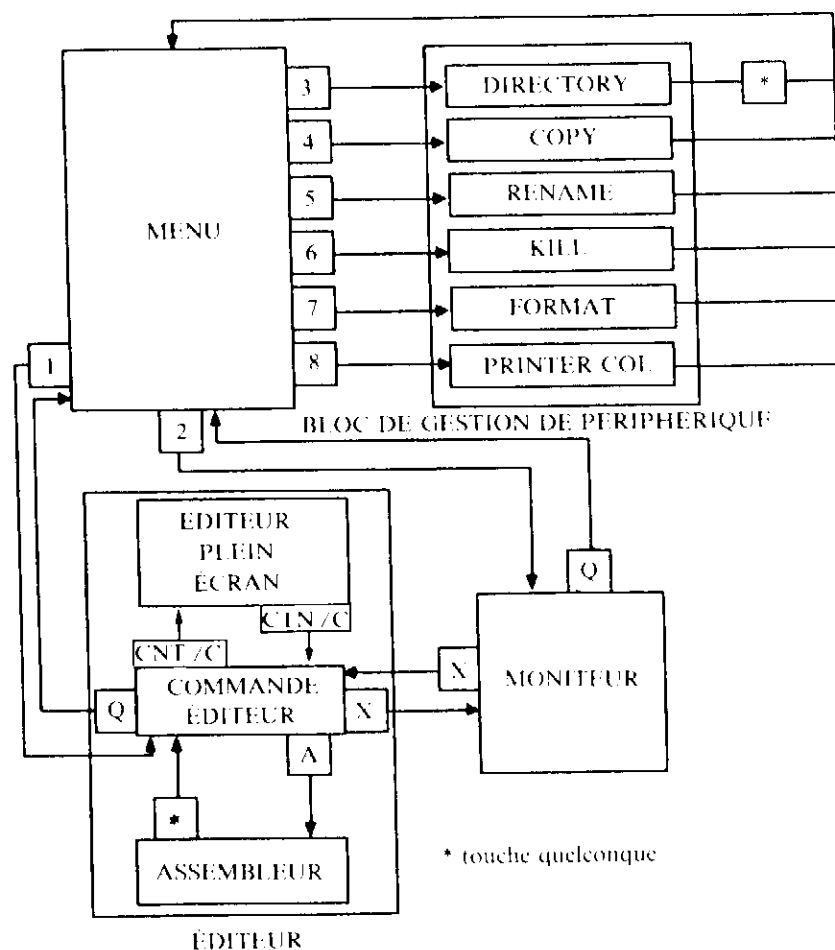 3
DIRECTORY
*
4
COPY
5
RENAME
MENU
6
KILL
7
FORMAT
1
8
PRINTER COL
2
BLOC DE GESTION DE PERIPHERIQUE
EDITEUR
PLEIN
ÉCRAN
CTN/C
CNT/C
Q
X
MONITEUR
COMMANDE
ÉDITEUR
Q
X
A
*
ASSEMBLEUR
* touche quelconque
ÉDITEUR